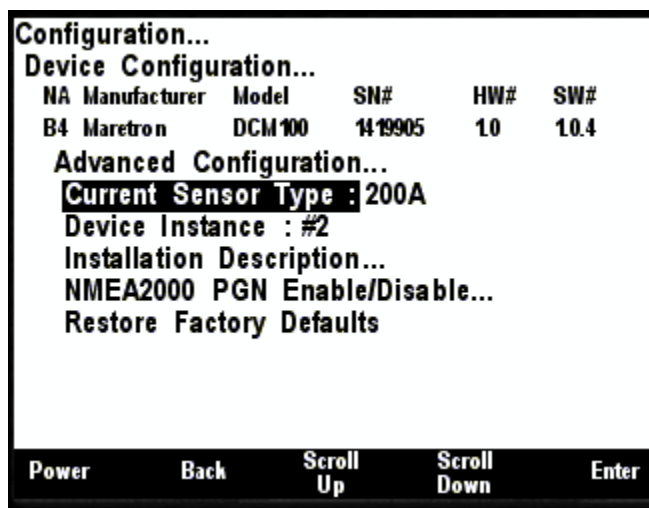 Configuration...
Device Configuration...
NA Manufacturer Model SN# HW# SW#
B4 Maretron DCM100 1419905 1.0 1.0.4
Advanced Configuration...
Current Sensor Type : 200A
Device Instance : #2
Installation Description...
NMEA2000 PGN Enable/Disable...
Restore Factory Defaults
Power Back Scroll Up Scroll Down Enter